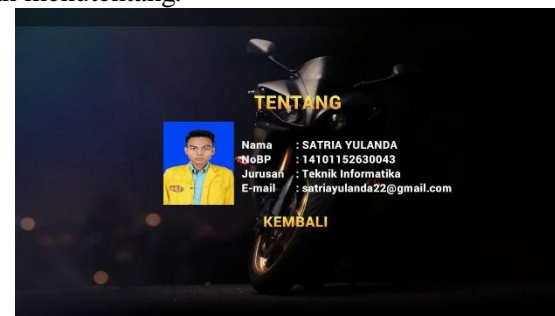 TENTANG
Nama : SATRIA YULANDA
NoBP : 14101152630043
Jurusan : Teknik Informatika
E-mail : satriayulanda22@gmail.com
KEMBALI